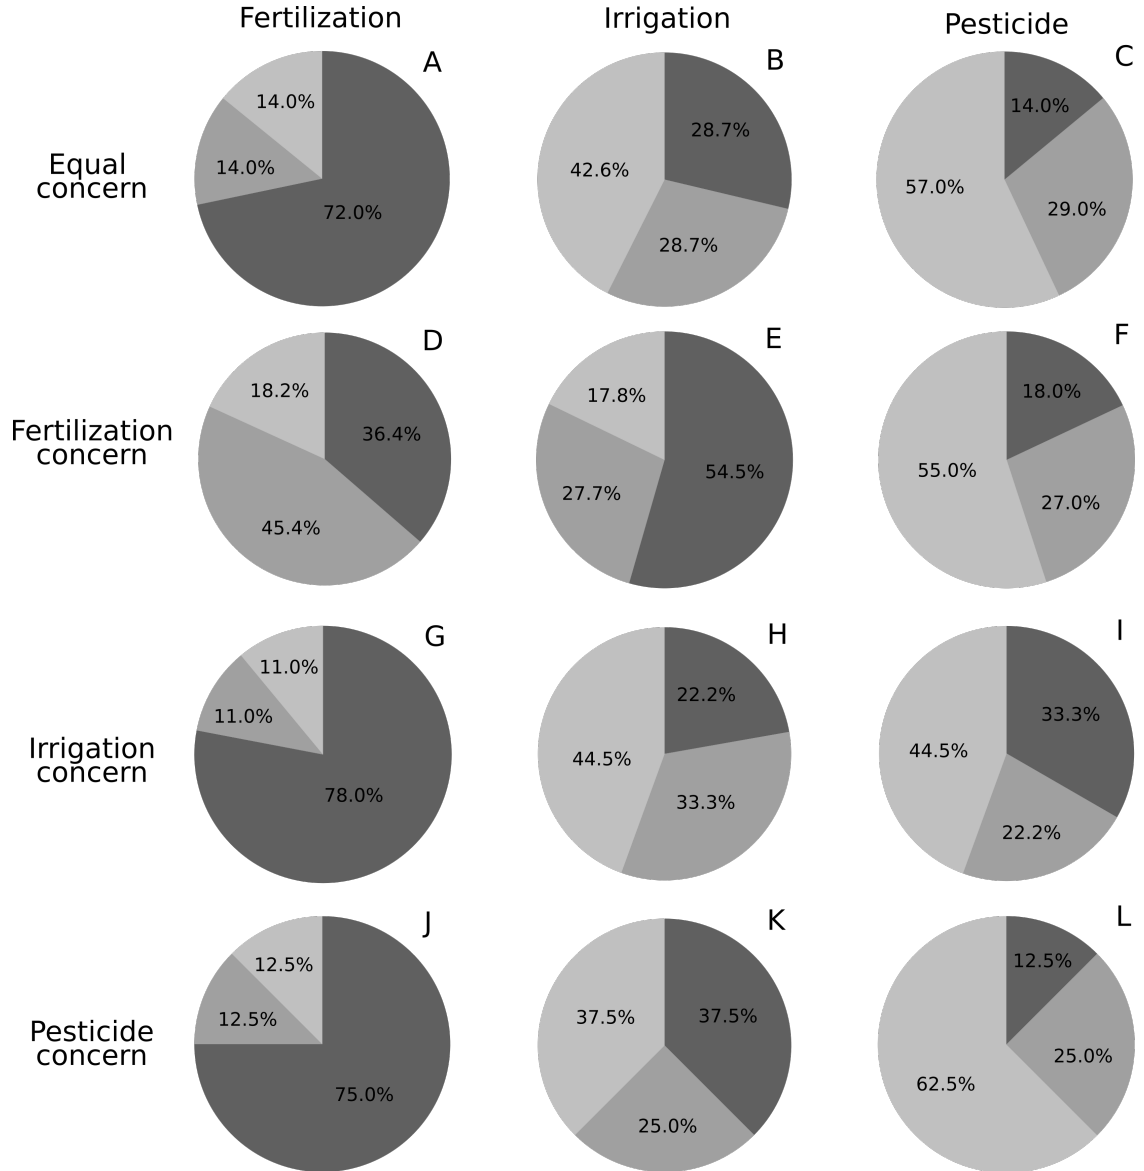 Fertilization
Irrigation
Pesticide
A
B
C
Equal
concern
14.0%
14.0%
72.0%
28.7%
42.6%
28.7%
14.0%
57.0%
29.0%
D
E
F
Fertilization
concern
18.2%
36.4%
45.4%
17.8%
54.5%
27.7%
18.0%
55.0%
27.0%
G
H
I
Irrigation
concern
11.0%
11.0%
78.0%
22.2%
44.5%
33.3%
33.3%
44.5%
22.2%
J
K
L
Pesticide
concern
12.5%
12.5%
75.0%
37.5%
37.5%
25.0%
12.5%
25.0%
62.5%